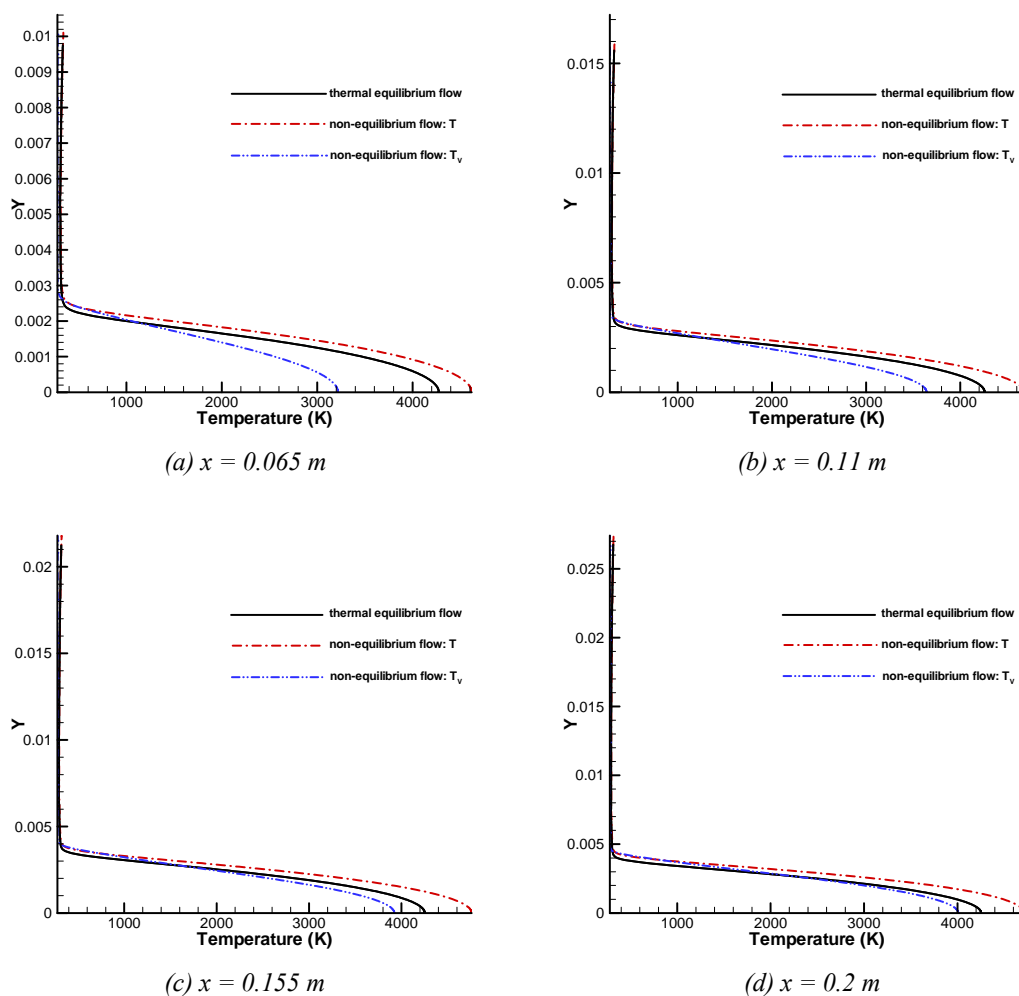 0.01
0.009
0.008
0.007
0.006
0.005
0.004
0.003
0.002
0.001
0
Y
thermal equilibrium flow
non-equilibrium flow: T
non-equilibrium flow: Tv
1000 2000 3000 4000
Temperature (K)
(a) x = 0.065 m
0.015
0.01
0.005
0
Y
thermal equilibrium flow
non-equilibrium flow: T
non-equilibrium flow: Tv
1000 2000 3000 4000
Temperature (K)
(b) x = 0.11 m
0.02
0.015
0.01
0.005
0
Y
thermal equilibrium flow
non-equilibrium flow: T
non-equilibrium flow: Tv
1000 2000 3000 4000
Temperature (K)
(c) x = 0.155 m
0.025
0.02
0.015
0.01
0.005
0
Y
thermal equilibrium flow
non-equilibrium flow: T
non-equilibrium flow: Tv
1000 2000 3000 4000
Temperature (K)
(d) x = 0.2 m